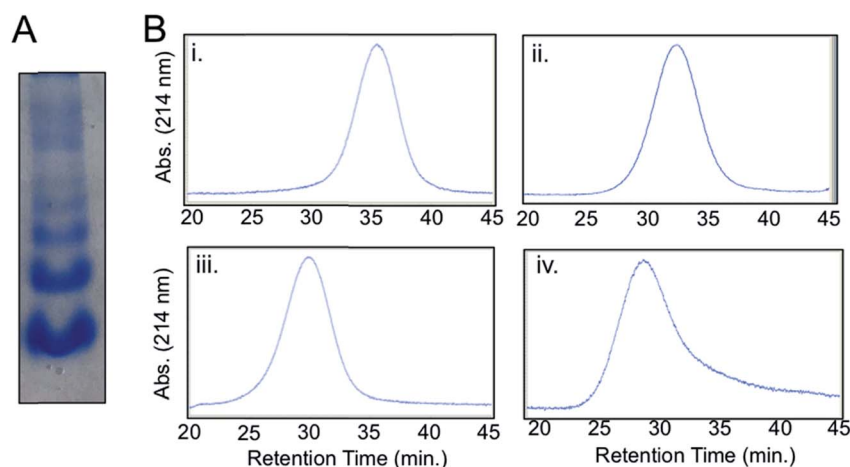 A
B
i.
Abs. (214 nm)
20 25 30 35 40 45
ii.
20 25 30 35 40 45
iii.
Abs. (214 nm)
20 25 30 35 40 45
Retention Time (min.)
iv.
20 25 30 35 40 45
Retention Time (min.)